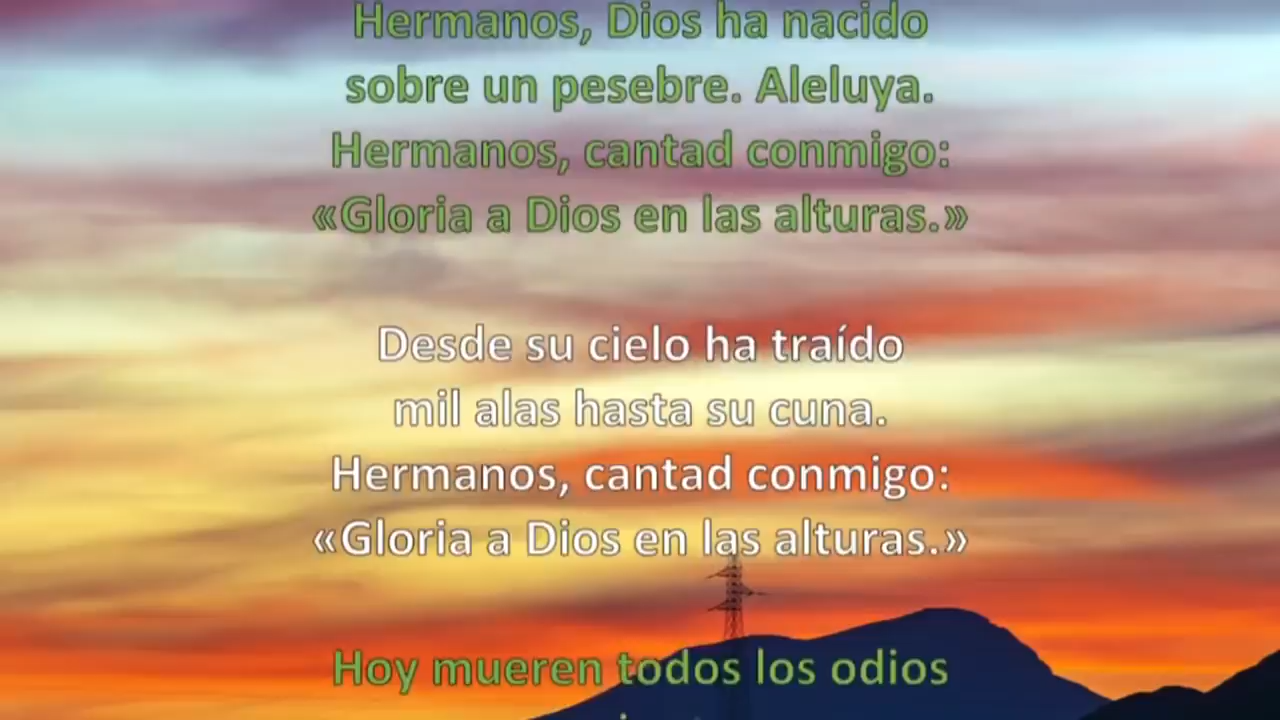 Hermanos, Dios ha nacido
sobre un pesebre. Aleluya.
Hermanos, cantad conmigo:
«Gloria a Dios en las alturas.»
Desde su cielo ha traído
mil alas hasta su cuna.
Hermanos, cantad conmigo:
«Gloria a Dios en las alturas.»
Hoy mueren todos los odios